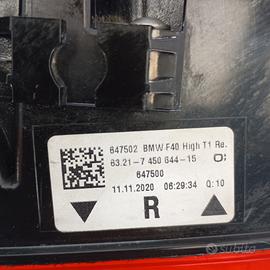 647502 BMW F40 High T1 Re.
63.21-7 450 644-15
647500
11.11.2020 06:29:34 Q: 10
R
subito